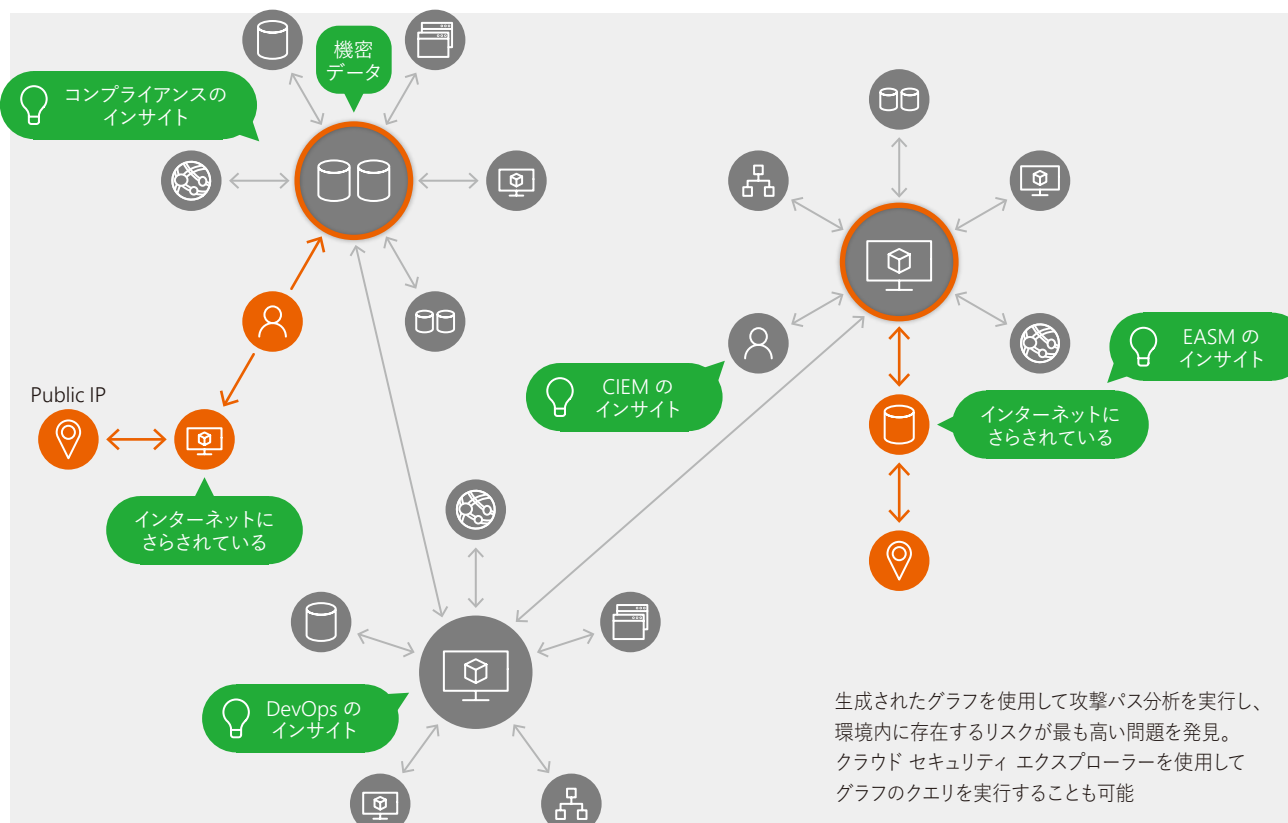 機密
データ
コンプライアンスの
インサイト
Public IP
インターネットに
さらされている
CIEM の
インサイト
EASM の
インサイト
インターネットに
さらされている
DevOps の
インサイト
生成されたグラフを使用して攻撃パス分析を実行し、
環境内に存在するリスクが最も高い問題を発見。
クラウド セキュリティ エクスプローラーを使用して
グラフのクエリを実行することも可能